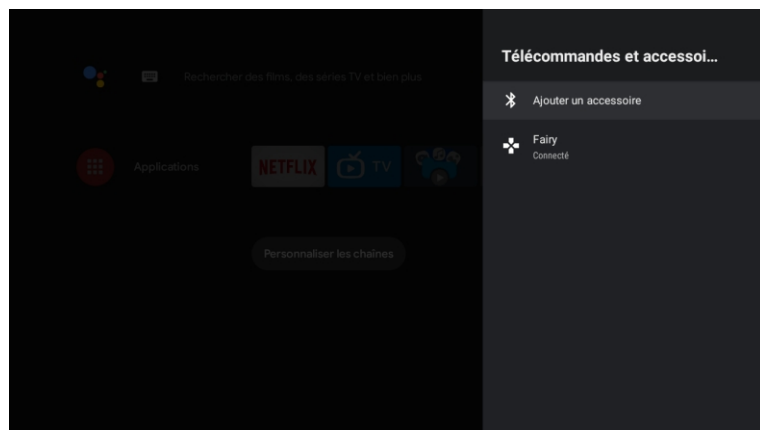 Télécommandes et accessoi...
Rechercher des films, des séries TV et bien plus
Ajouter un accessoire
Fairy
Connecté
Applications
NETFLIX
TV
Personnaliser les chaînes